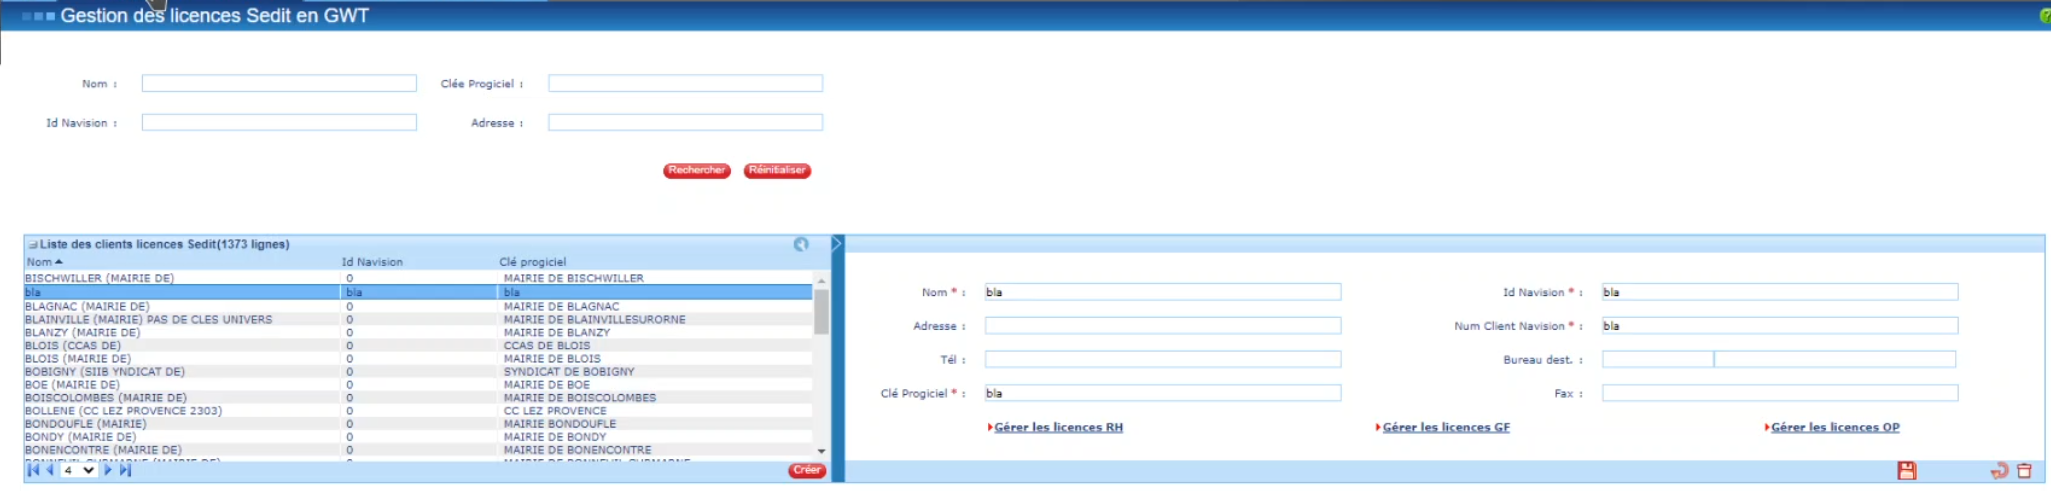 Gestion des licences Sedit en GWT
Nom :
Clée Progiciel :
Id Navision :
Adresse :
Rechercher Réinitialiser
Liste des clients licences Sedit(1373 lignes)
Nom Id Navision Clé progiciel
BISCHWILLER (MAIRIE DE) 0 MAIRIE DE BISCHWILLER
bla bla bla
BLAGNAC (MAIRIE DE) 0 MAIRIE DE BLAGNAC
BLAINVILLE (MAIRIE) PAS DE CLES UNIVERS 0 MAIRIE DE BLAINVILLESURORNE
BLANZY (MAIRIE DE) 0 MAIRIE DE BLANZY
BLOIS (CCAS DE) 0 CCAS DE BLOIS
BLOIS (MAIRIE DE) 0 MAIRIE DE BLOIS
BOBIGNY (SIIB YNDICAT DE) 0 SYNDICAT DE BOBIGNY
BOE (MAIRIE DE) 0 MAIRIE DE BOE
BOISCOLOMBES (MAIRIE DE) 0 MAIRIE DE BOISCOLOMBES
BOLLENE (CC LEZ PROVENCE 2303) 0 CC LEZ PROVENCE
BONDOUFLE (MAIRIE) 0 MAIRIE BONDOUFLE
BONDY (MAIRIE DE) 0 MAIRIE DE BONDY
BONENCONTRE (MAIRIE DE) 0 MAIRIE DE BONENCONTRE
4
Créer
Nom * : bla
Id Navision * : bla
Adresse :
Num Client Navision * : bla
Tél :
Bureau dest. :
Clé Progiciel * : bla
Fax :
Gérer les licences RH
Gérer les licences GF
Gérer les licences OP